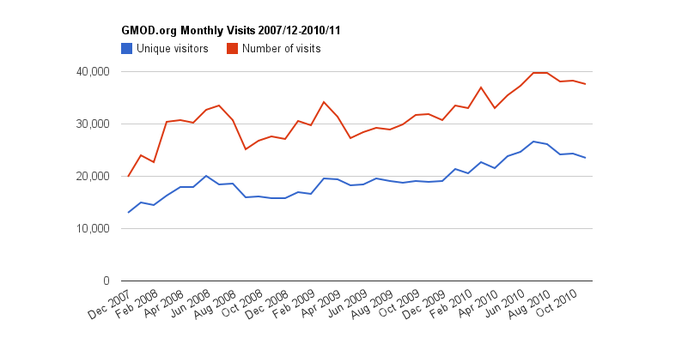 GMOD.org Monthly Visits 2007/12-2010/11
Unique visitors
Number of visits
40,000
30,000
20,000
10,000
0
Dec 2007
Feb 2008
Apr 2008
Jun 2008
Aug 2008
Oct 2008
Dec 2008
Feb 2009
Apr 2009
Jun 2009
Aug 2009
Oct 2009
Dec 2009
Feb 2010
Apr 2010
Jun 2010
Aug 2010
Oct 2010